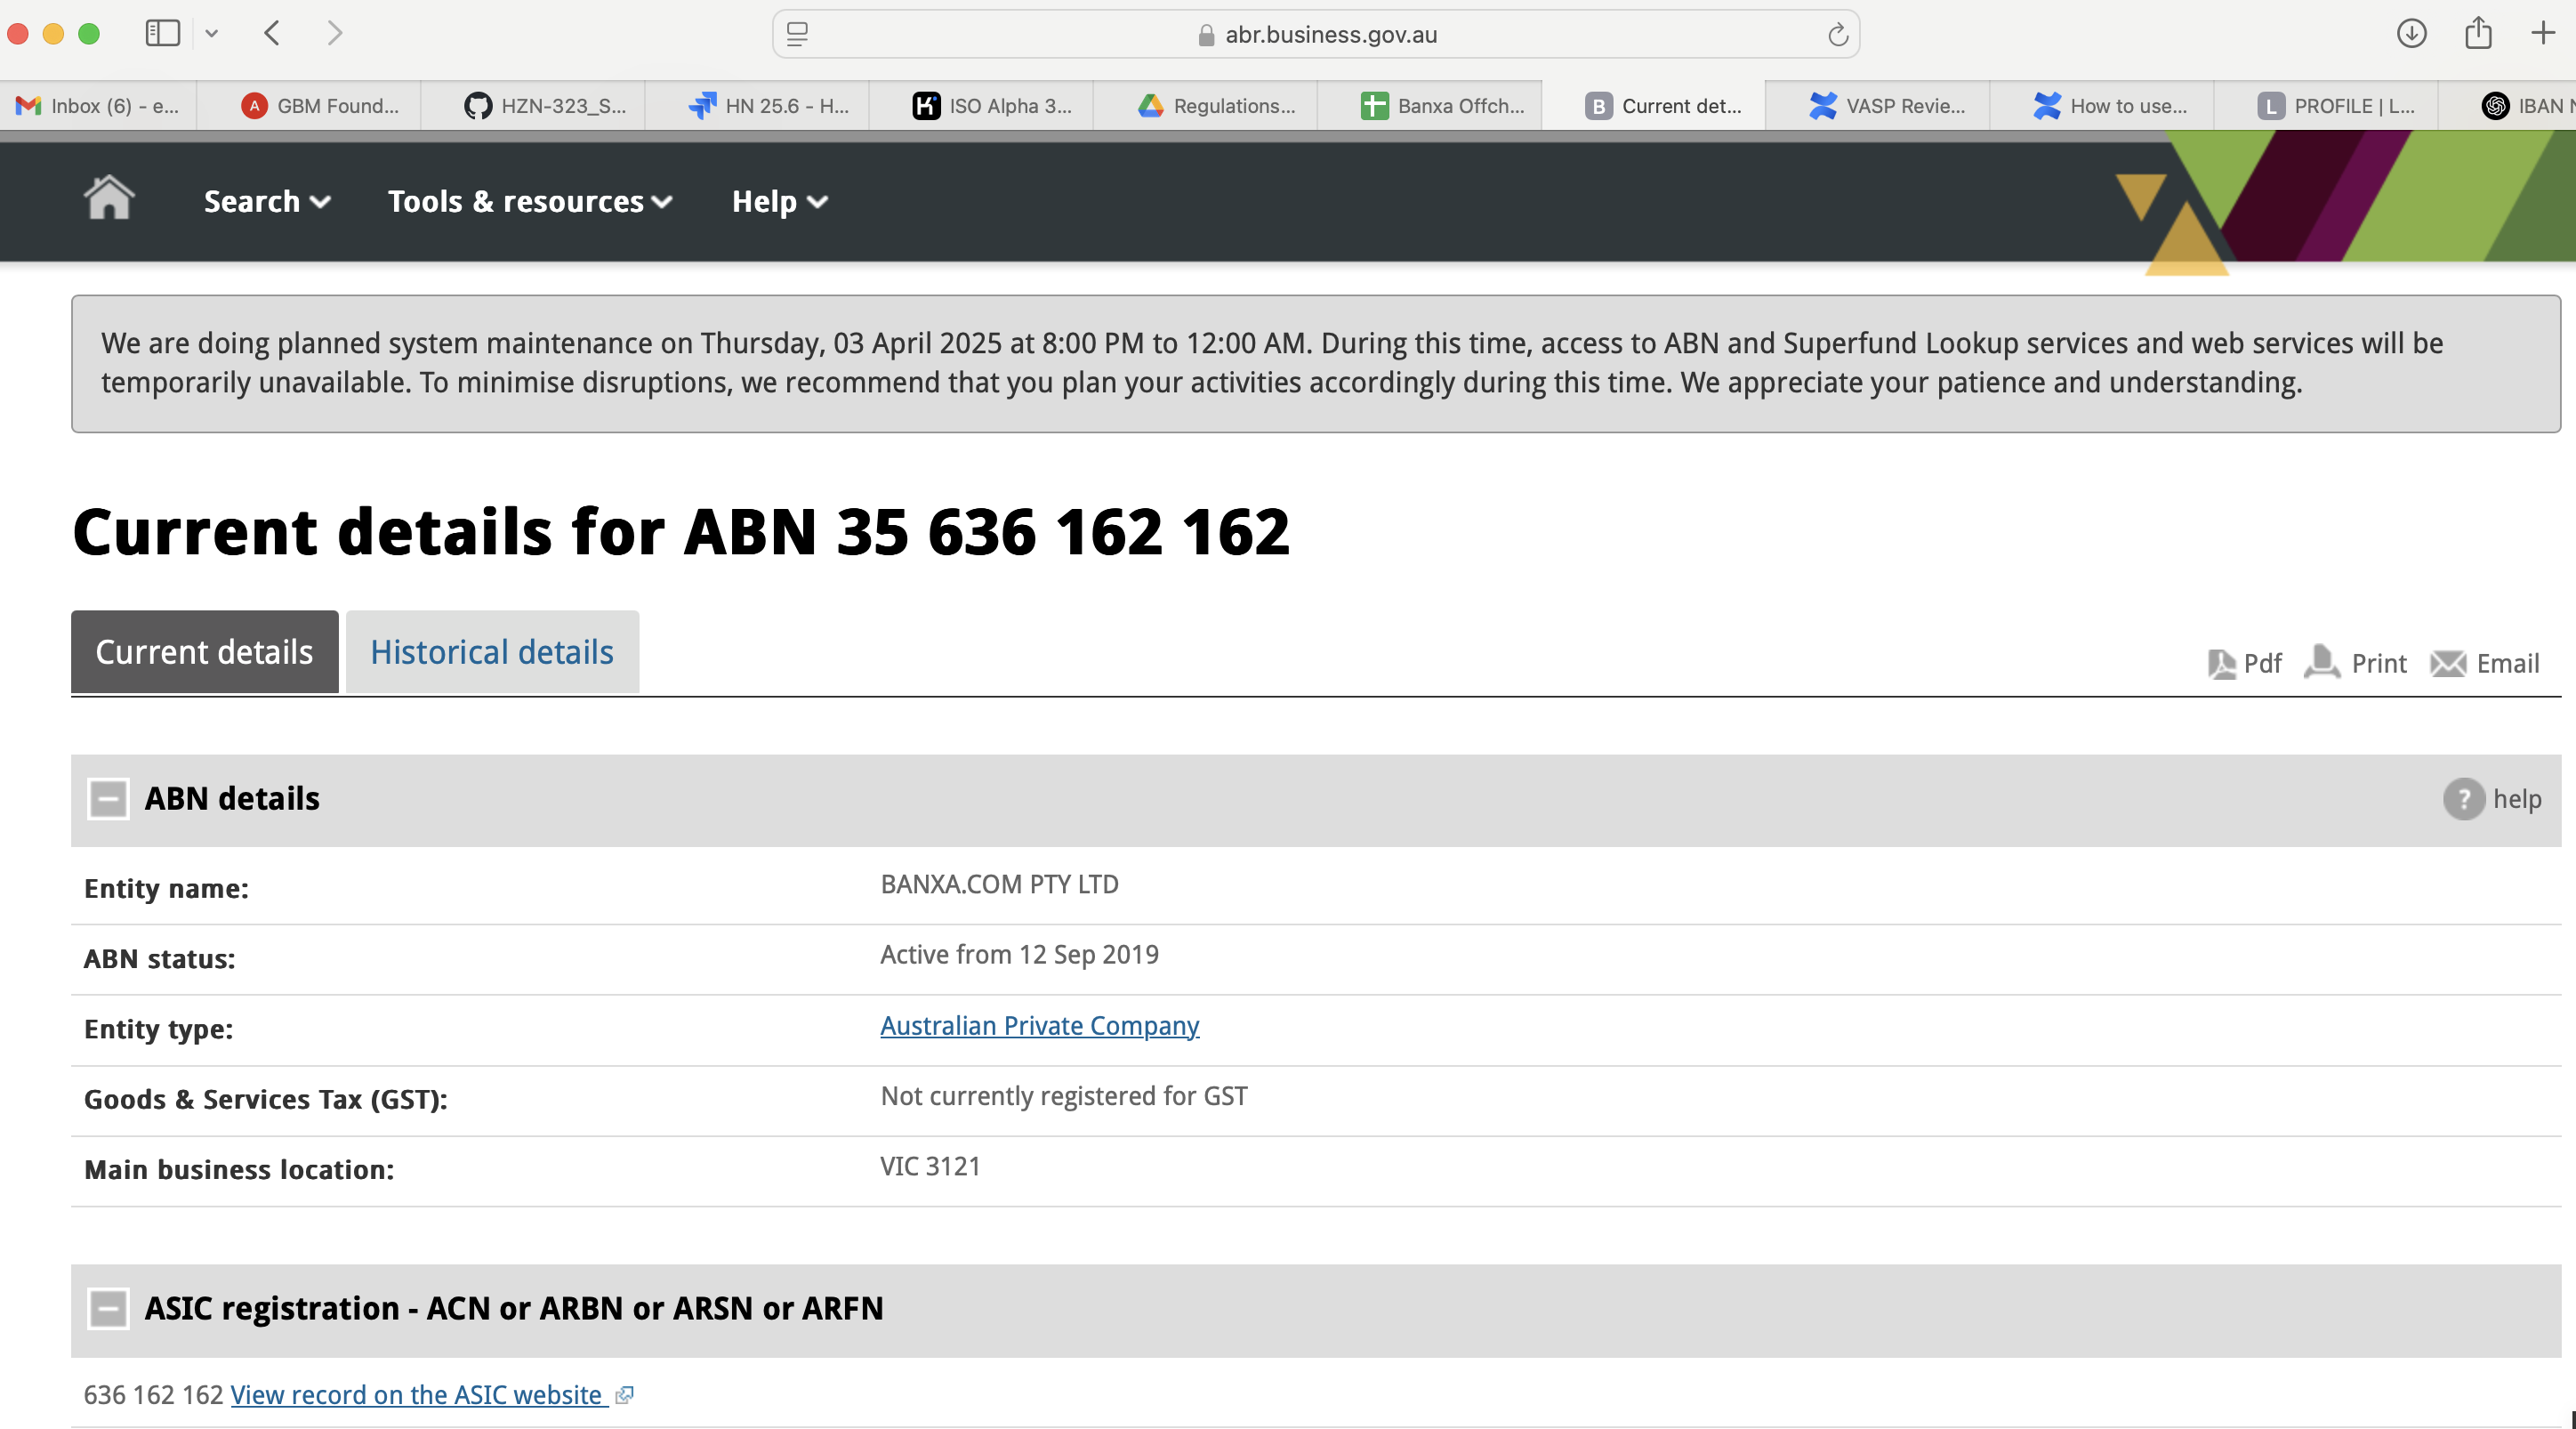 abr.business.gov.au
Inbox (6) - e...
GBM Found...
HZN-323_S...
HN 25.6 - H...
ISO Alpha 3...
Regulations...
Banxa Offch...
Current det...
VASP Revie...
How to use...
PROFILE | L...
IBAN N
Search
Tools & resources
Help
We are doing planned system maintenance on Thursday, 03 April 2025 at 8:00 PM to 12:00 AM. During this time, access to ABN and Superfund Lookup services and web services will be
temporarily unavailable. To minimise disruptions, we recommend that you plan your activities accordingly during this time. We appreciate your patience and understanding.
Current details for ABN 35 636 162 162
Current details
Historical details
Pdf Print Email
ABN details
? help
Entity name: BANXA.COM PTY LTD
ABN status: Active from 12 Sep 2019
Entity type: Australian Private Company
Goods & Services Tax (GST): Not currently registered for GST
Main business location: VIC 3121
ASIC registration - ACN or ARBN or ARSN or ARFN
636 162 162 View record on the ASIC website